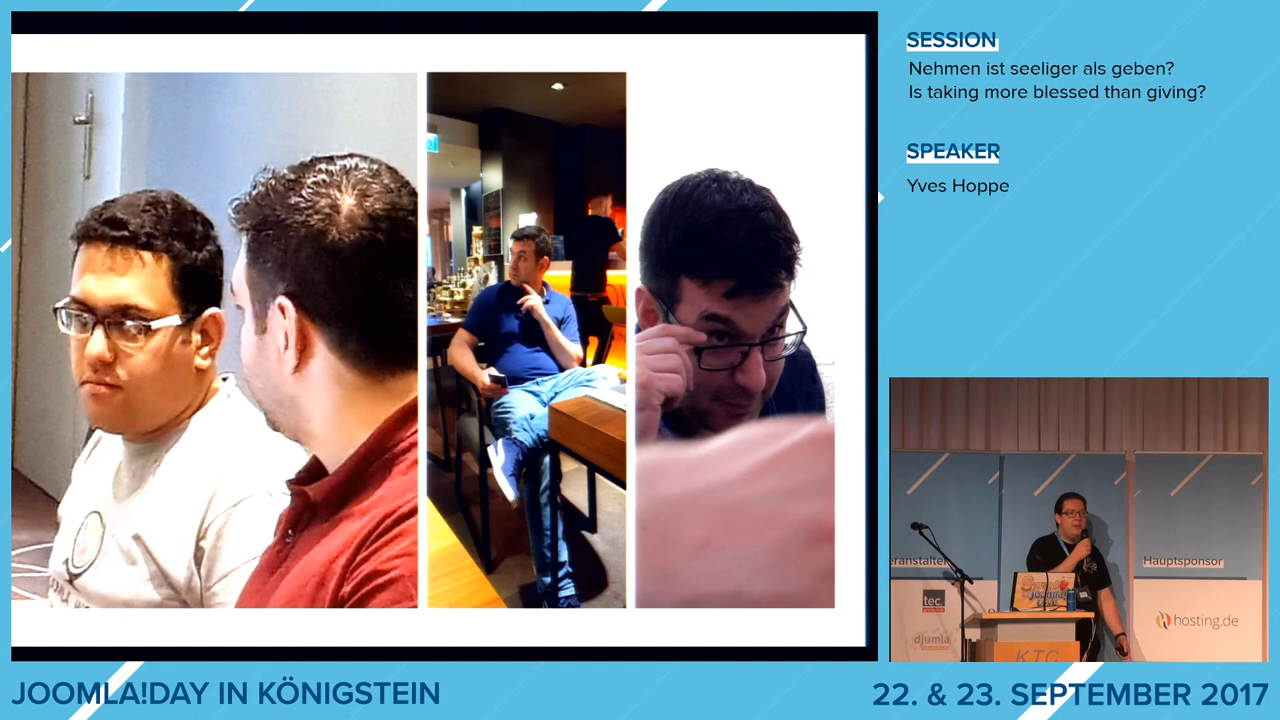 SESSION
Nehmen ist seeliger als geben?
Is taking more blessed than giving?
SPEAKER
Yves Hoppe
eranstalter
Hauptsponsor
tec.
hosting.de
djumla
KTC
JOOMLA!DAY IN KÖNIGSTEIN
22. & 23. SEPTEMBER 2017